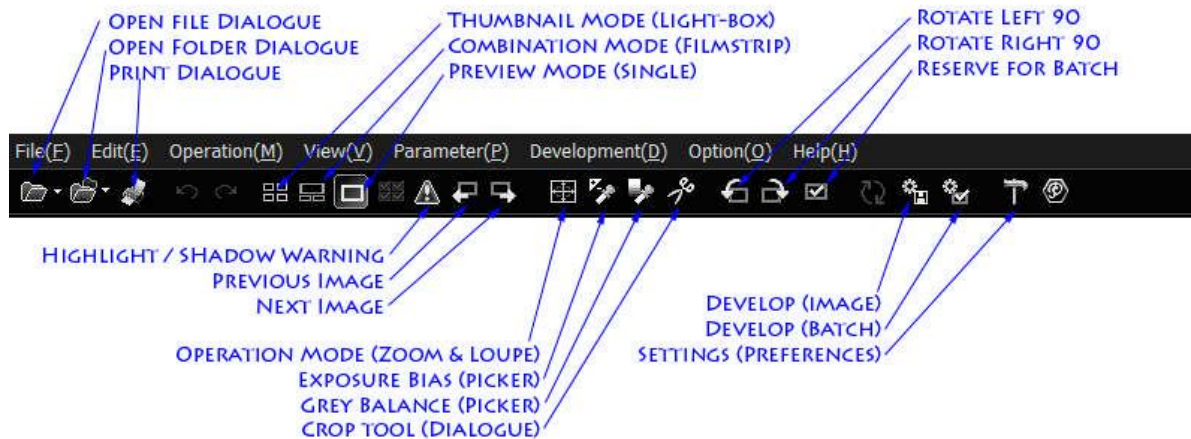 Open file Dialogue
Open Folder Dialogue
Print Dialogue
Thumbnail Mode (Light-box)
Combination Mode (Filmstrip)
Preview Mode (Single)
Rotate Left 90
Rotate Right 90
Reserve for Batch
File(F) Edit(E) Operation(M) View(V) Parameter(P) Development(D) Option(O) Help(H)
Highlight / SHadow Warning
Previous Image
Next Image
Operation Mode (Zoom & Loupe)
Exposure Bias (picker)
Grey Balance (Picker)
Crop tool (Dialogue)
Develop (image)
Develop (Batch)
Settings (Preferences)